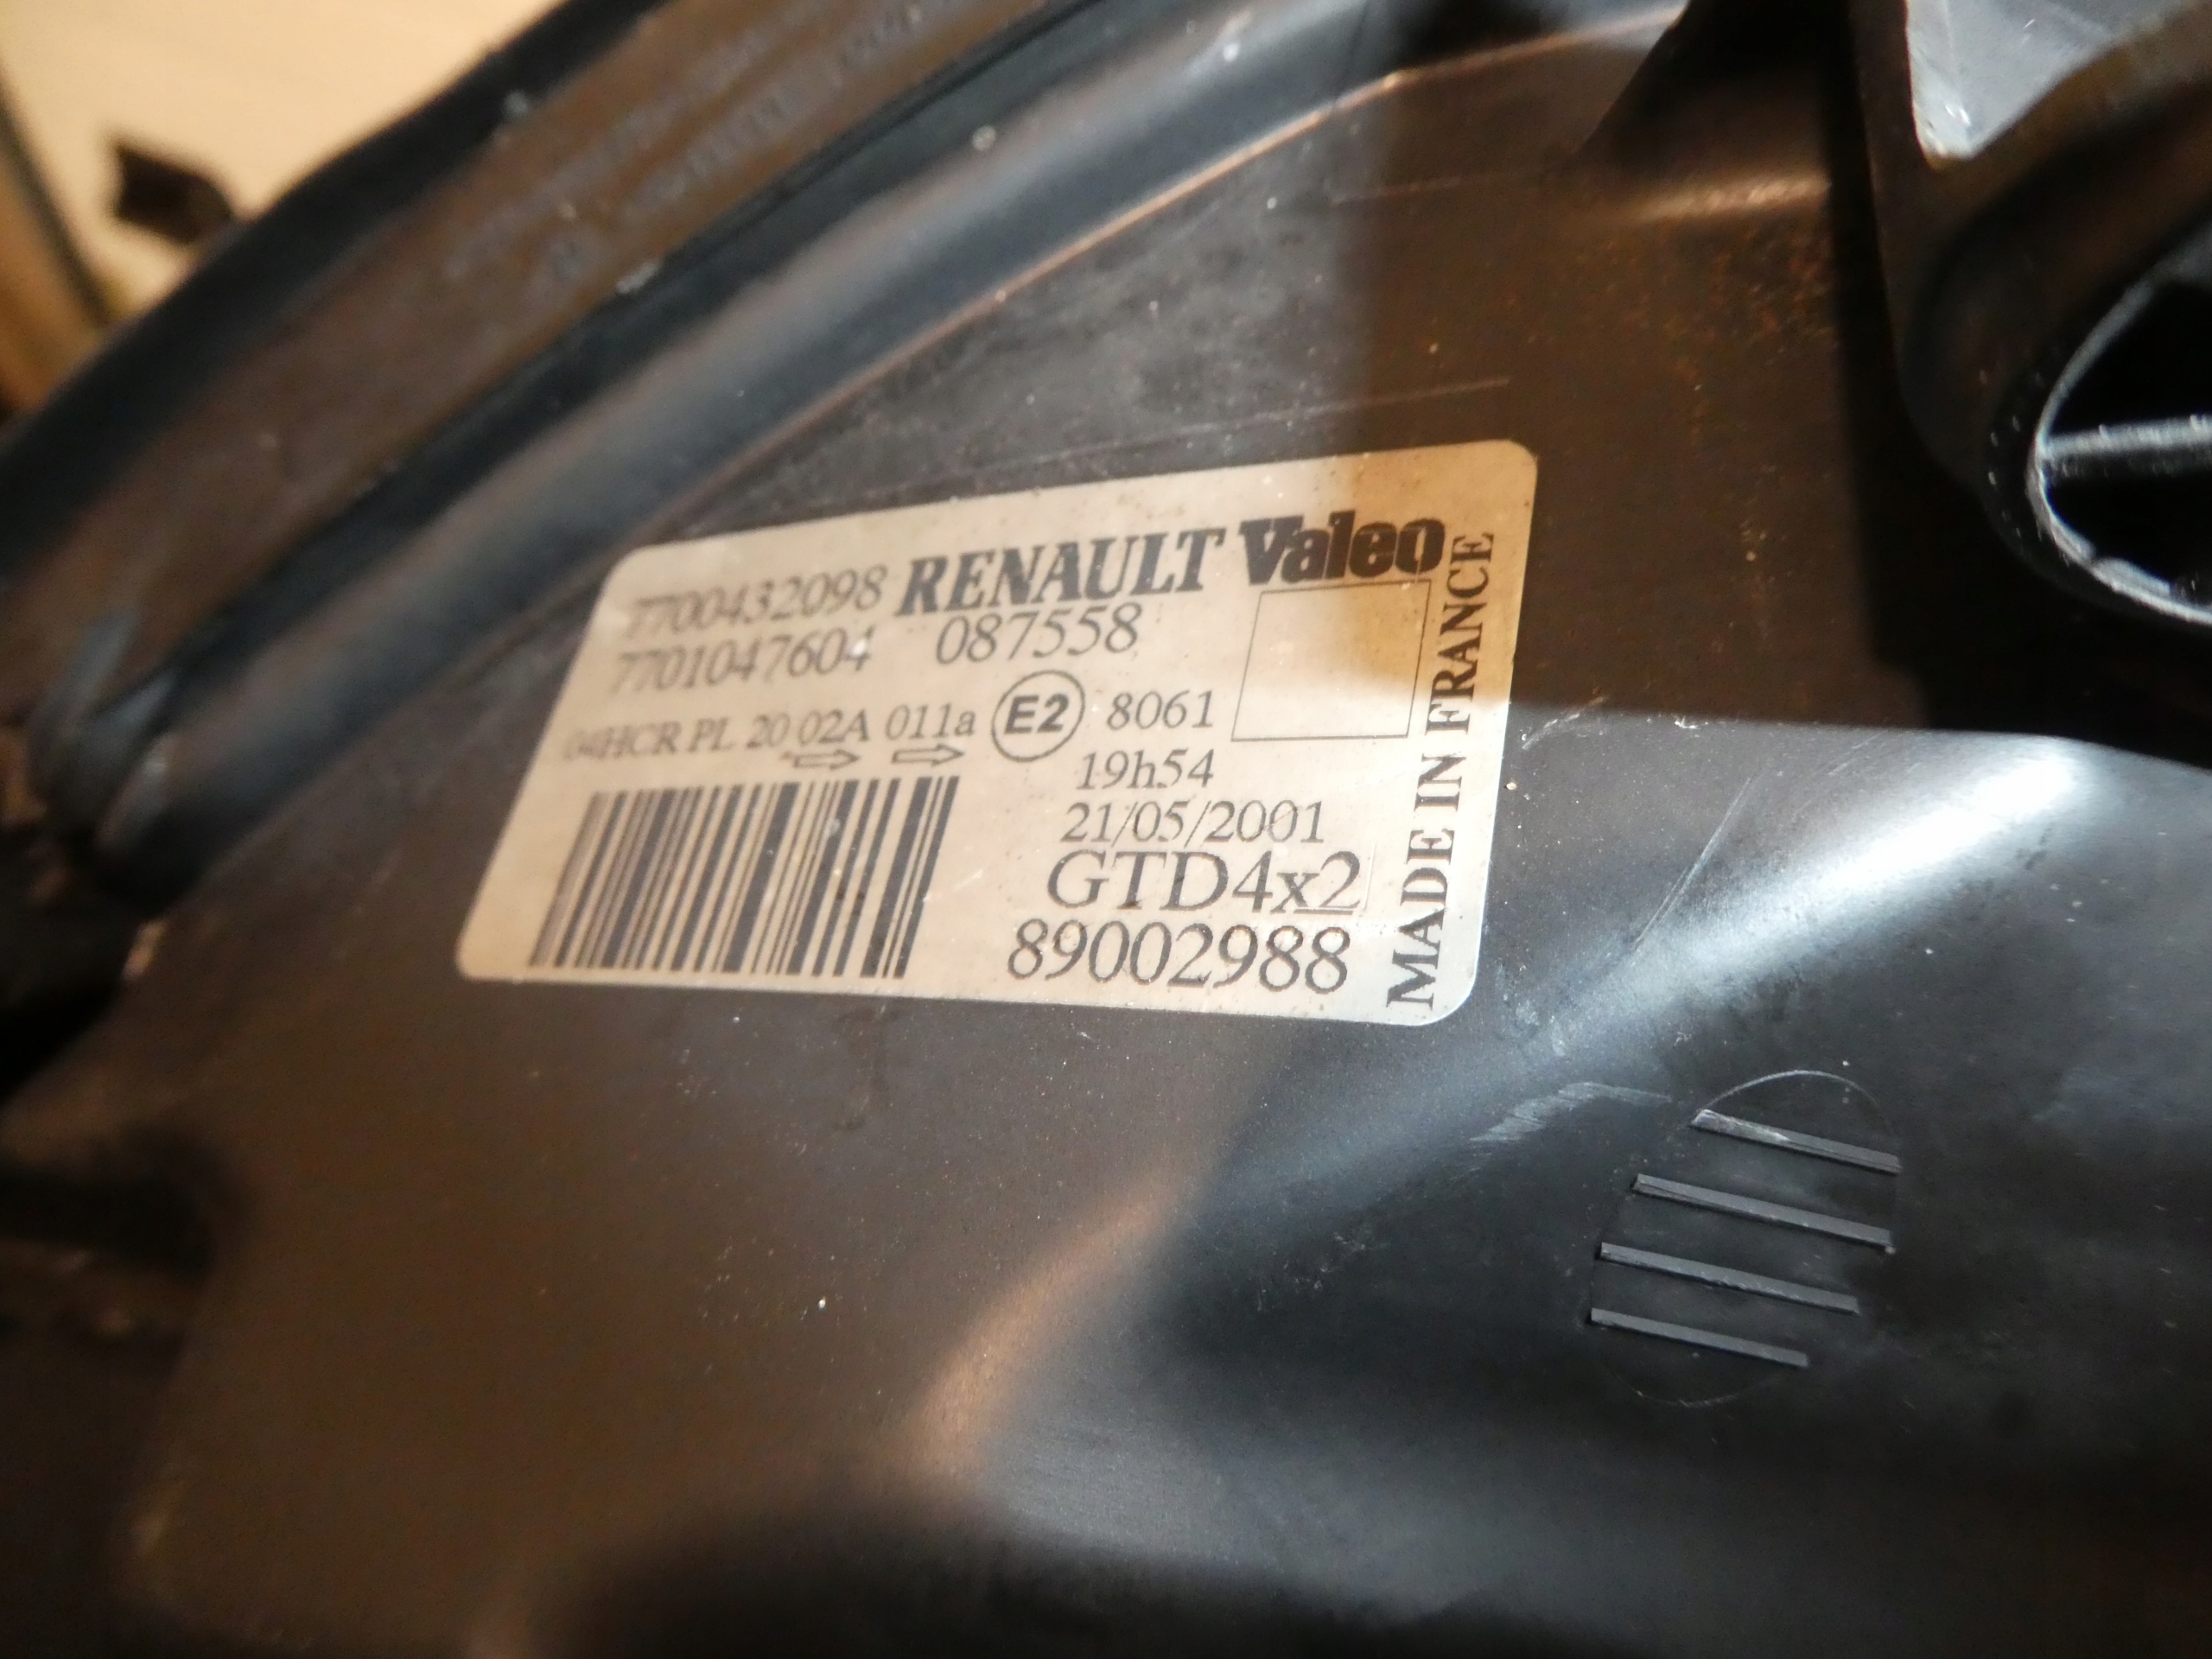 7700432098 RENAULT Valeo
7701047604 087558
04HCR PL 20 02A 011a E2 8061
19h54
21/05/2001
GTD4x2
89002988
MADE IN FRANCE